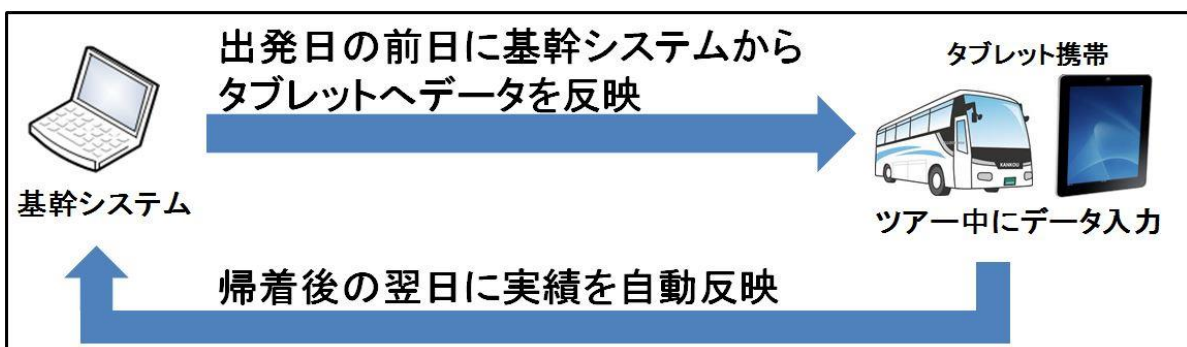 出発日の前日に基幹システムから
タブレットへデータを反映
タブレット携帯
KANKOU
基幹システム
ツアー中にデータ入力
帰着後の翌日に実績を自動反映